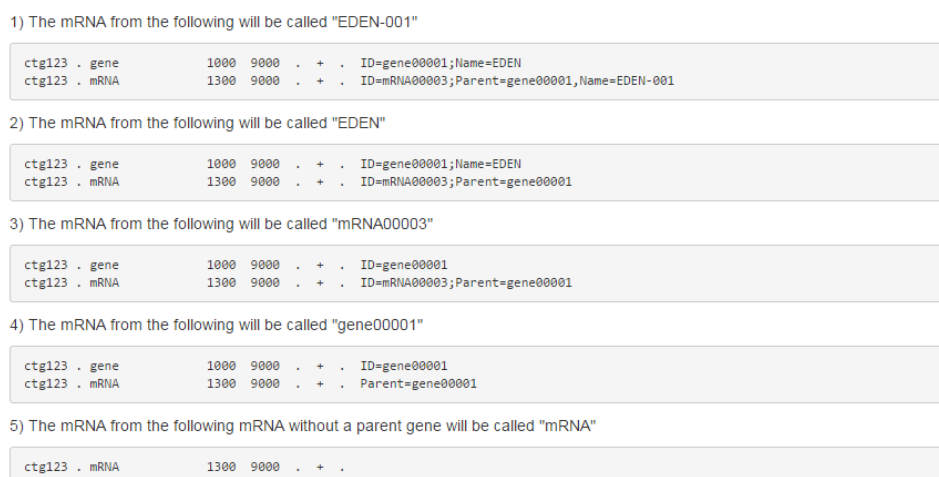 1) The mRNA from the following will be called "EDEN-001"
ctg123 . gene 1000 9000 . + . ID=gene00001;Name=EDEN
ctg123 . mRNA 1300 9000 . + . ID=mRNA00003;Parent=gene00001,Name=EDEN-001
2) The mRNA from the following will be called "EDEN"
ctg123 . gene 1000 9000 . + . ID=gene00001;Name=EDEN
ctg123 . mRNA 1300 9000 . + . ID=mRNA00003;Parent=gene00001
3) The mRNA from the following will be called "mRNA00003"
ctg123 . gene 1000 9000 . + . ID=gene00001
ctg123 . mRNA 1300 9000 . + . ID=mRNA00003;Parent=gene00001
4) The mRNA from the following will be called "gene00001"
ctg123 . gene 1000 9000 . + . ID=gene00001
ctg123 . mRNA 1300 9000 . + . Parent=gene00001
5) The mRNA from the following mRNA without a parent gene will be called "mRNA"
ctg123 . mRNA 1300 9000 . + .